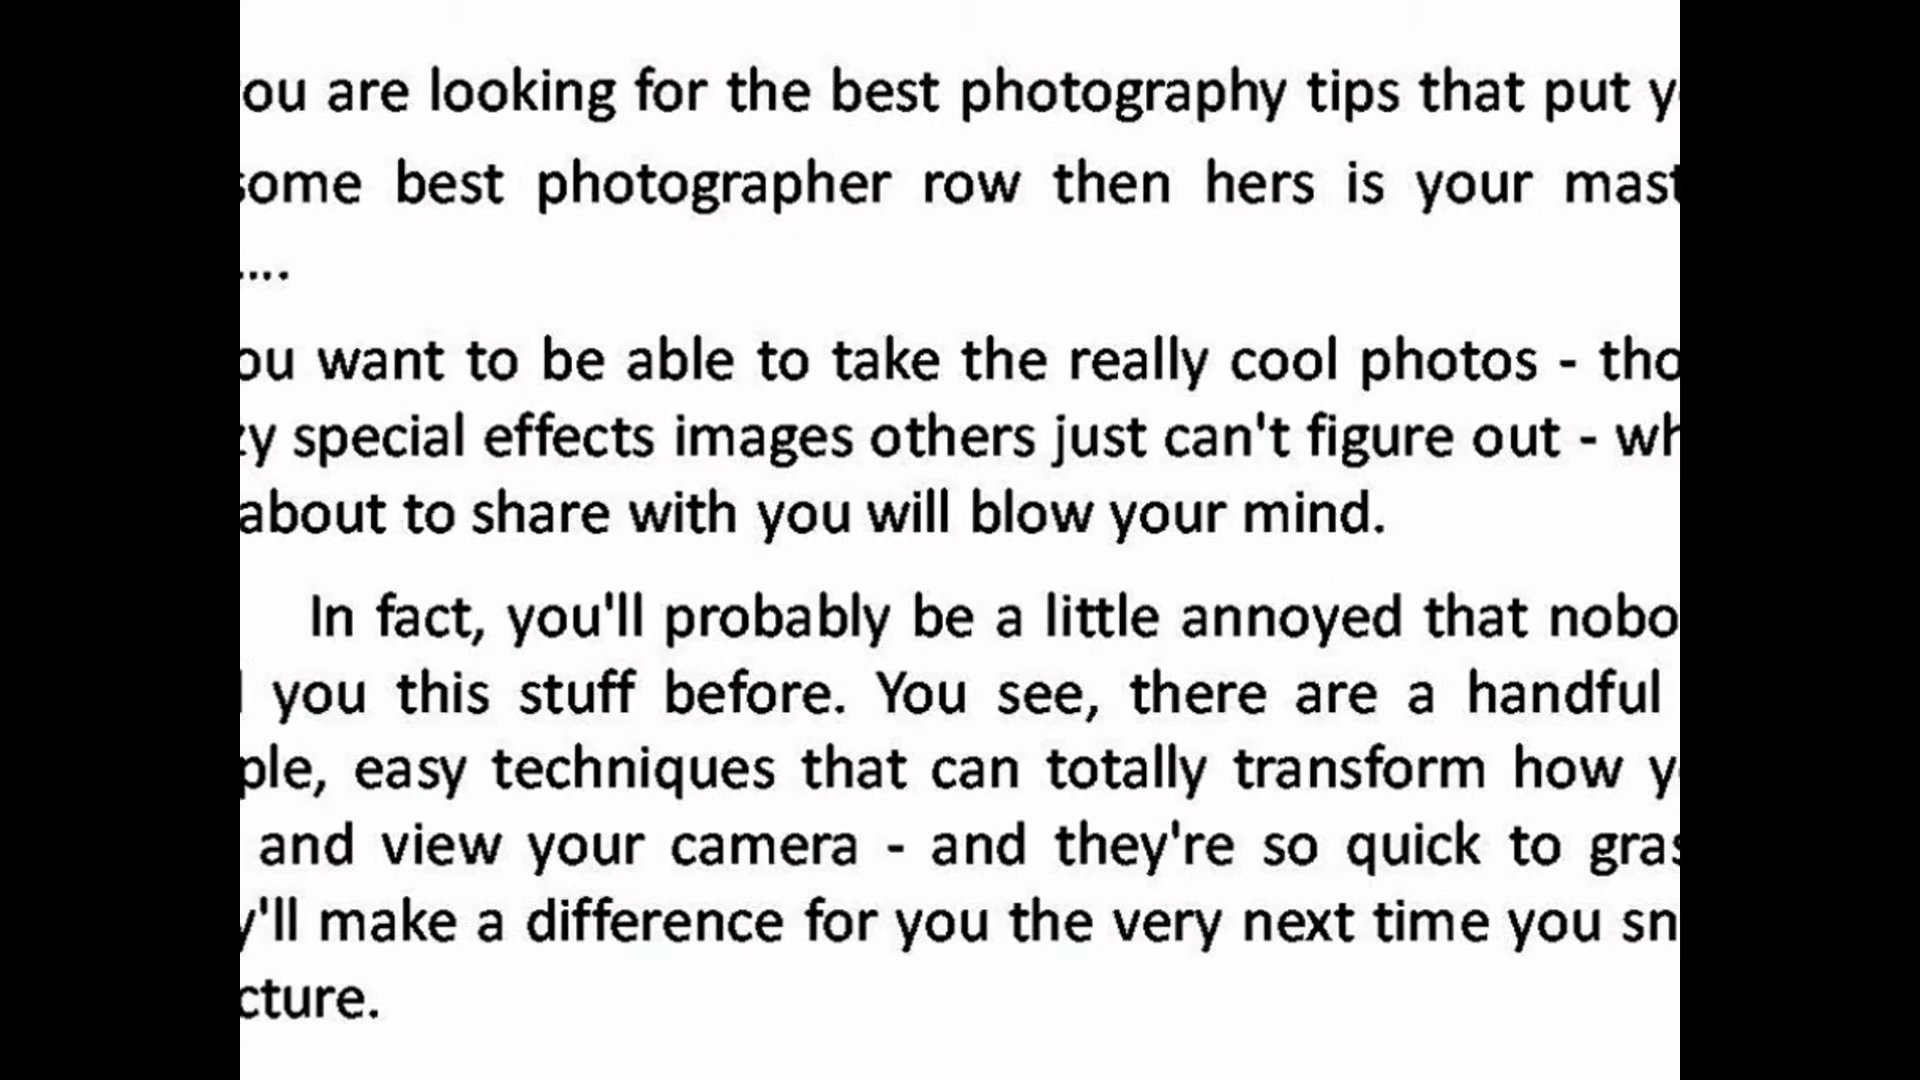 ou are looking for the best photography tips that put y
some best photographer row then hers is your mast
....
ou want to be able to take the really cool photos - tho
zy special effects images others just can't figure out - wh
about to share with you will blow your mind.
In fact, you'll probably be a little annoyed that nobo
you this stuff before. You see, there are a handful
ple, easy techniques that can totally transform how y
and view your camera - and they're so quick to gras
y'll make a difference for you the very next time you sn
cture.